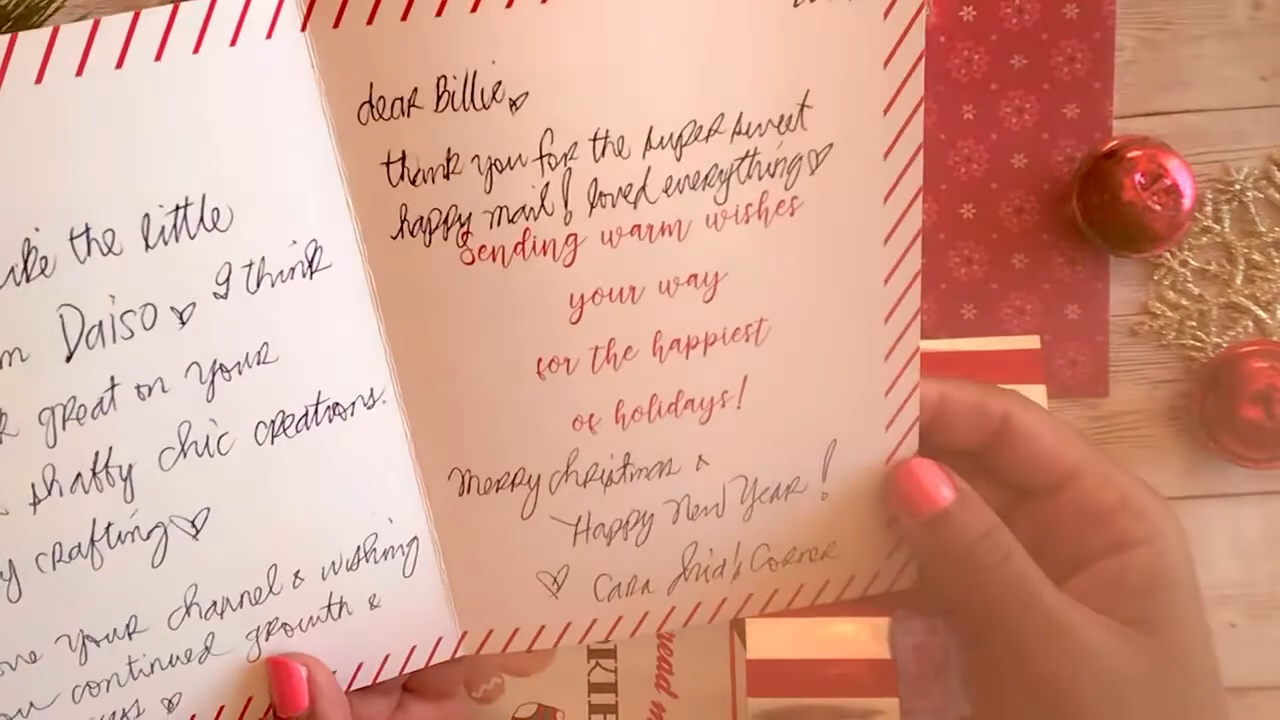 the little
Daiso I think
great on your
shabby chic creations.
crafting
your channel & wishing
continued growth &
dear Billie,
thank you for the super sweet
happy mail! loved everything
sending warm wishes
your way
for the happiest
of holidays!
Merry Christmas &
Happy New Year!
Cara Shia's Corner